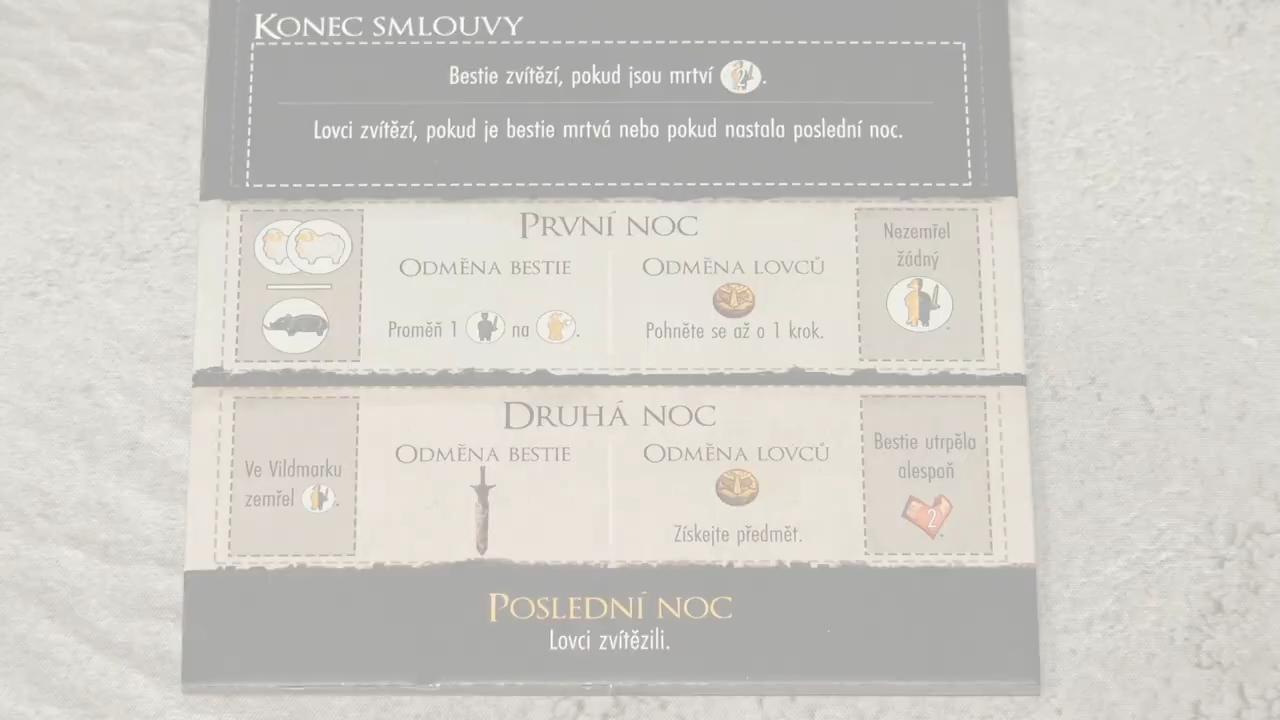 KONEC SMLOUVY
Bestie zvítězí, pokud jsou mrtví 2.
Lovci zvítězí, pokud je bestie mrtvá nebo pokud nastala poslední noc.
PRVNÍ NOC
ODMĚNA BESTIE
Proměň 1 na .
ODMĚNA LOVCŮ
Pohněte se až o 1 krok.
Nezemřel
žádný
.
DRUHÁ NOC
Ve Vildmarku
zemřel .
ODMĚNA BESTIE
ODMĚNA LOVCŮ
Získejte předmět.
Bestie utrpěla
alespoň
2.
POSLEDNÍ NOC
Lovci zvítězili.